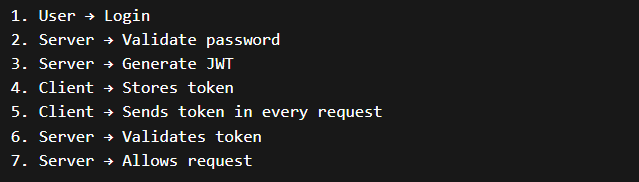 1. User → Login
2. Server → Validate password
3. Server → Generate JWT
4. Client → Stores token
5. Client → Sends token in every request
6. Server → Validates token
7. Server → Allows request